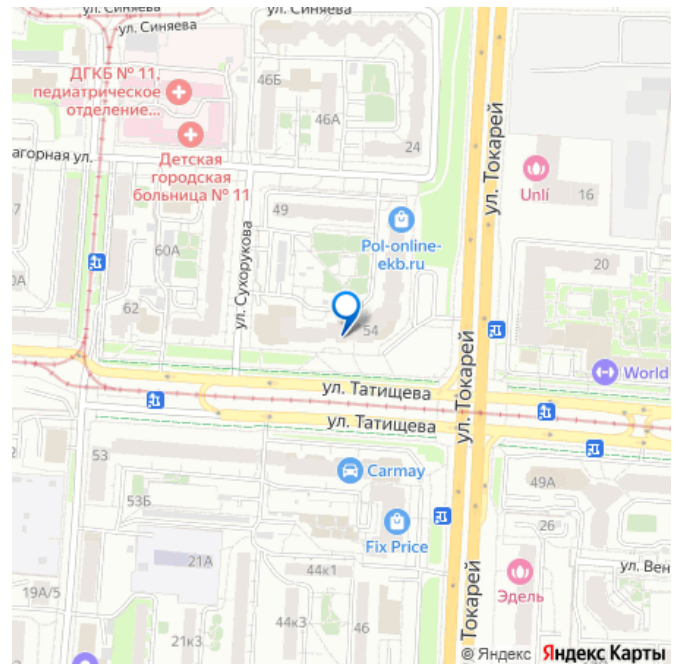 ул. Синяева
ул. Синяева
ДГКБ № 11,
педиатрическое
отделение...
46Б
46А
24
агорная ул.
Детская
городская
больница № 11
ул. Токарей
Unlí
16
7
49
Pol-online-
ekb.ru
60А
ул. Сухорукова
20
0А
62
54
ул. Токарей
World
ул. Татищева
ул. Татищева
53
Carmay
49А
53Б
26
Fix Price
21А
44к1
ул. Вен
19А/5
Эдель
44к3
46
21к3
Токарей
© Яндекс Яндекс Карты